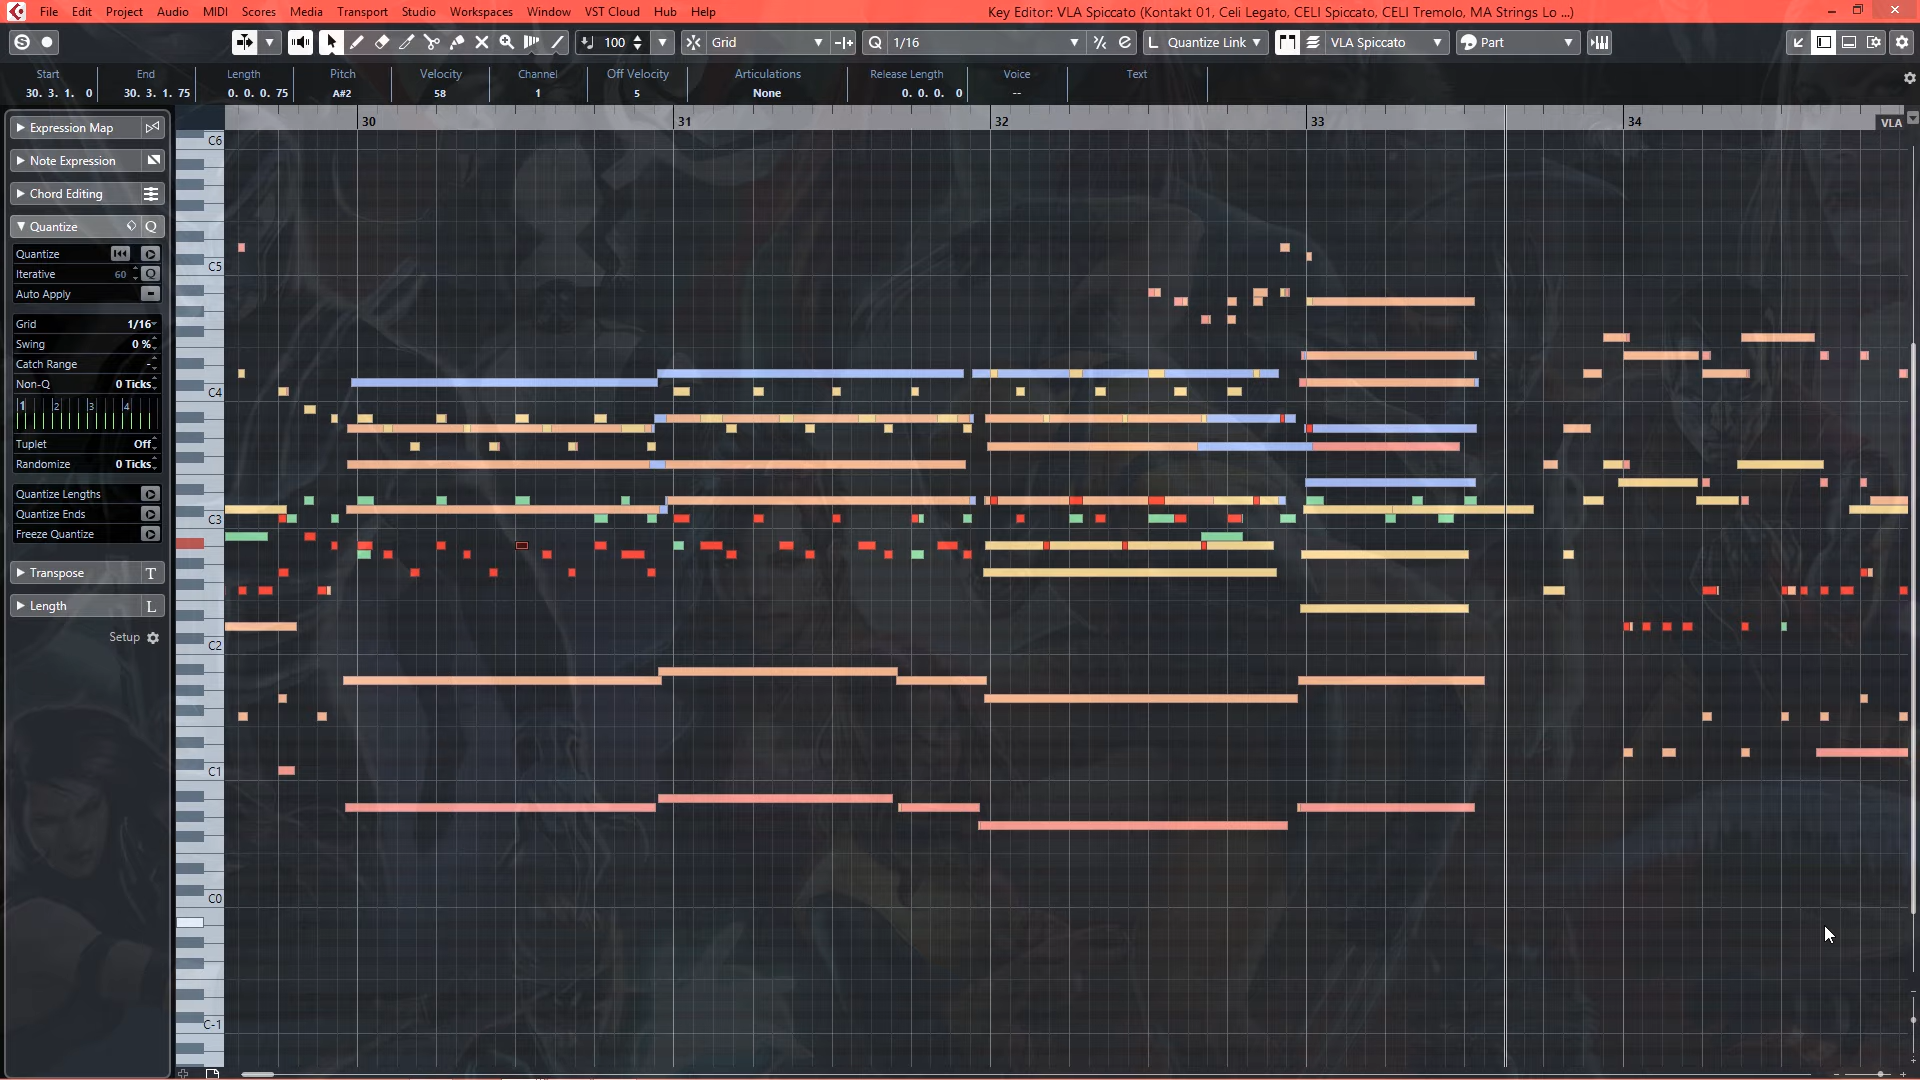 File Edit Project Audio MIDI Scores Media Transport Studio Workspaces Window VST Cloud Hub Help Key Editor: VLA Spiccato (Kontakt 01, Celi Legato, CELI Spiccato, CELI Tremolo, MA Strings Lo ...)
S 100 Grid Q 1/16 e L Quantize Link VLA Spiccato Part
Start End Length Pitch Velocity Channel Off Velocity Articulations Release Length Voice Text
30. 3. 1. 0 30. 3. 1. 75 0. 0. 0. 75 A#2 58 1 5 None 0. 0. 0. 0 --
30 31 32 33 34 VLA
Expression Map
Note Expression
Chord Editing
Quantize Q
Quantize
Iterative 60 Q
Auto Apply
Grid 1/16
Swing 0 %
Catch Range -
Non-Q 0 Ticks
1 2 3 4
Tuplet Off
Randomize 0 Ticks
Quantize Lengths
Quantize Ends
Freeze Quantize
Transpose T
Length L
Setup
C6
C5
C4
C3
C2
C1
C0
C-1